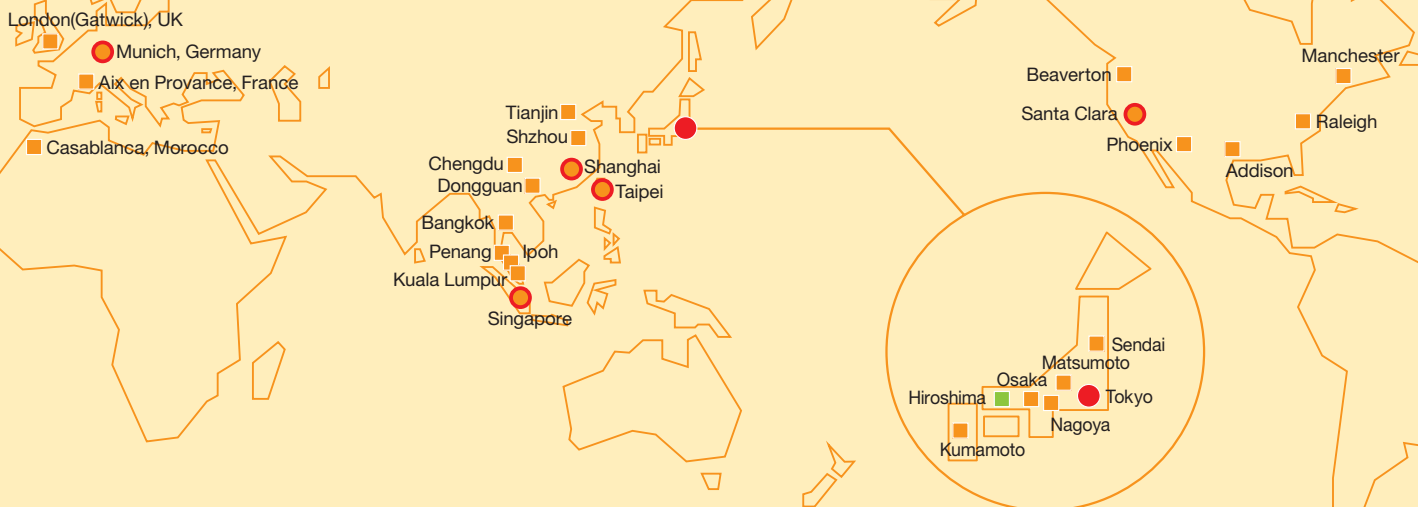 London(Gatwick), UK
Munich, Germany
Aix en Provance, France
Casablanca, Morocco
Tianjin
Shzhou
Chengdu
Shanghai
Dongguan
Taipei
Bangkok
Penang
Ipoh
Kuala Lumpur
Singapore
Manchester
Beaverton
Santa Clara
Raleigh
Phoenix
Addison
Sendai
Matsumoto
Osaka
Hiroshima
Tokyo
Nagoya
Kumamoto